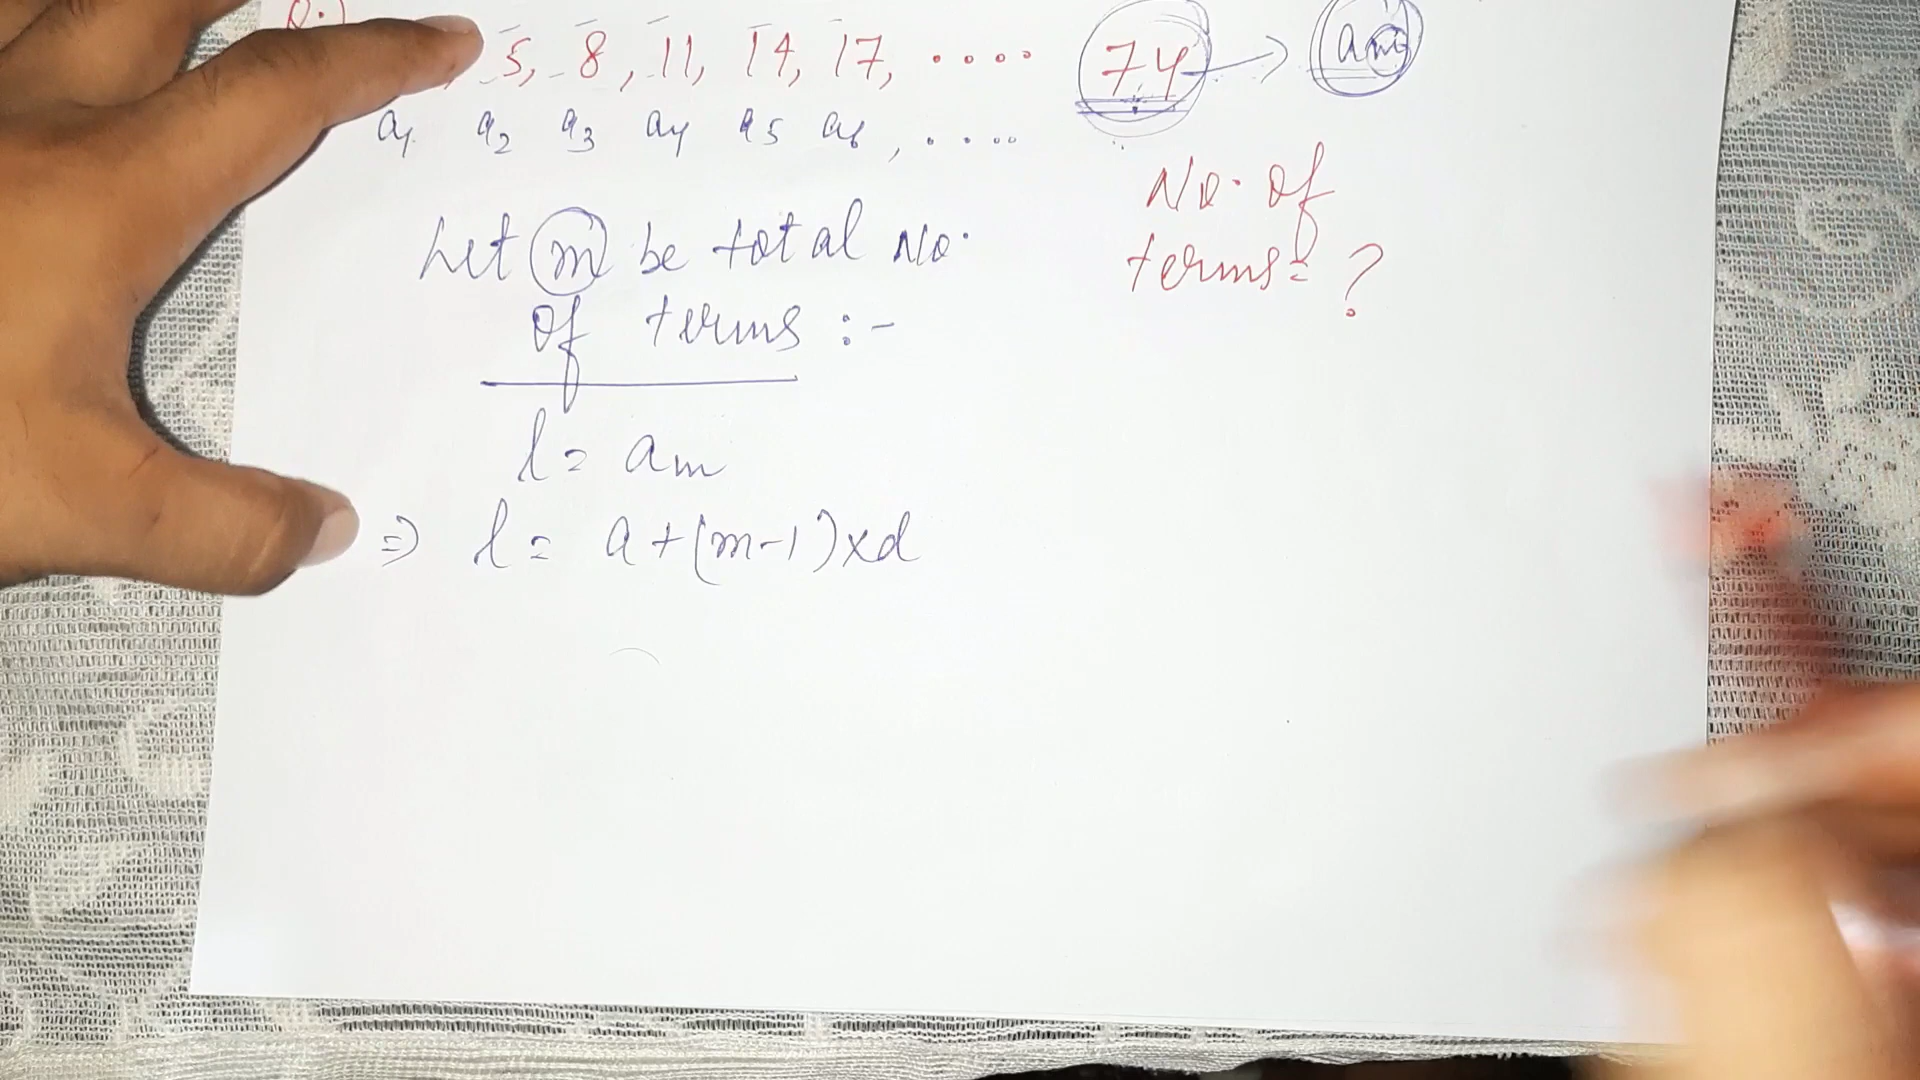 Q.)
5, 8, 11, 14, 17, .... 74 → am
a1 a2 a3 a4 a5 a6, ....
No. of
terms = ?
Let m be total No.
of terms :-
l = am
⇒ l = a+(m-1)xd